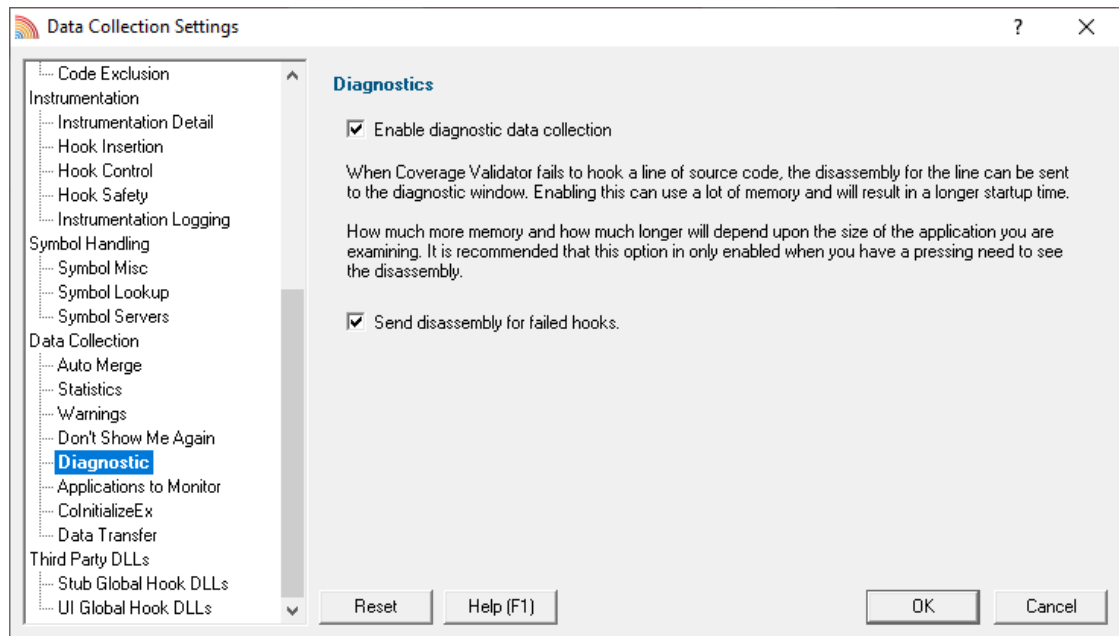 Data Collection Settings
?
Code Exclusion
Instrumentation
Instrumentation Detail
Hook Insertion
Hook Control
Hook Safety
Instrumentation Logging
Symbol Handling
Symbol Misc
Symbol Lookup
Symbol Servers
Data Collection
Auto Merge
Statistics
Warnings
Don't Show Me Again
Diagnostic
Applications to Monitor
CoInitializeEx
Data Transfer
Third Party DLLs
Stub Global Hook DLLs
UI Global Hook DLLs
Diagnostics
Enable diagnostic data collection
When Coverage Validator fails to hook a line of source code, the disassembly for the line can be sent
to the diagnostic window. Enabling this can use a lot of memory and will result in a longer startup time.
How much more memory and how much longer will depend upon the size of the application you are
examining. It is recommended that this option in only enabled when you have a pressing need to see
the disassembly.
Send disassembly for failed hooks.
Reset
Help (F1)
OK
Cancel